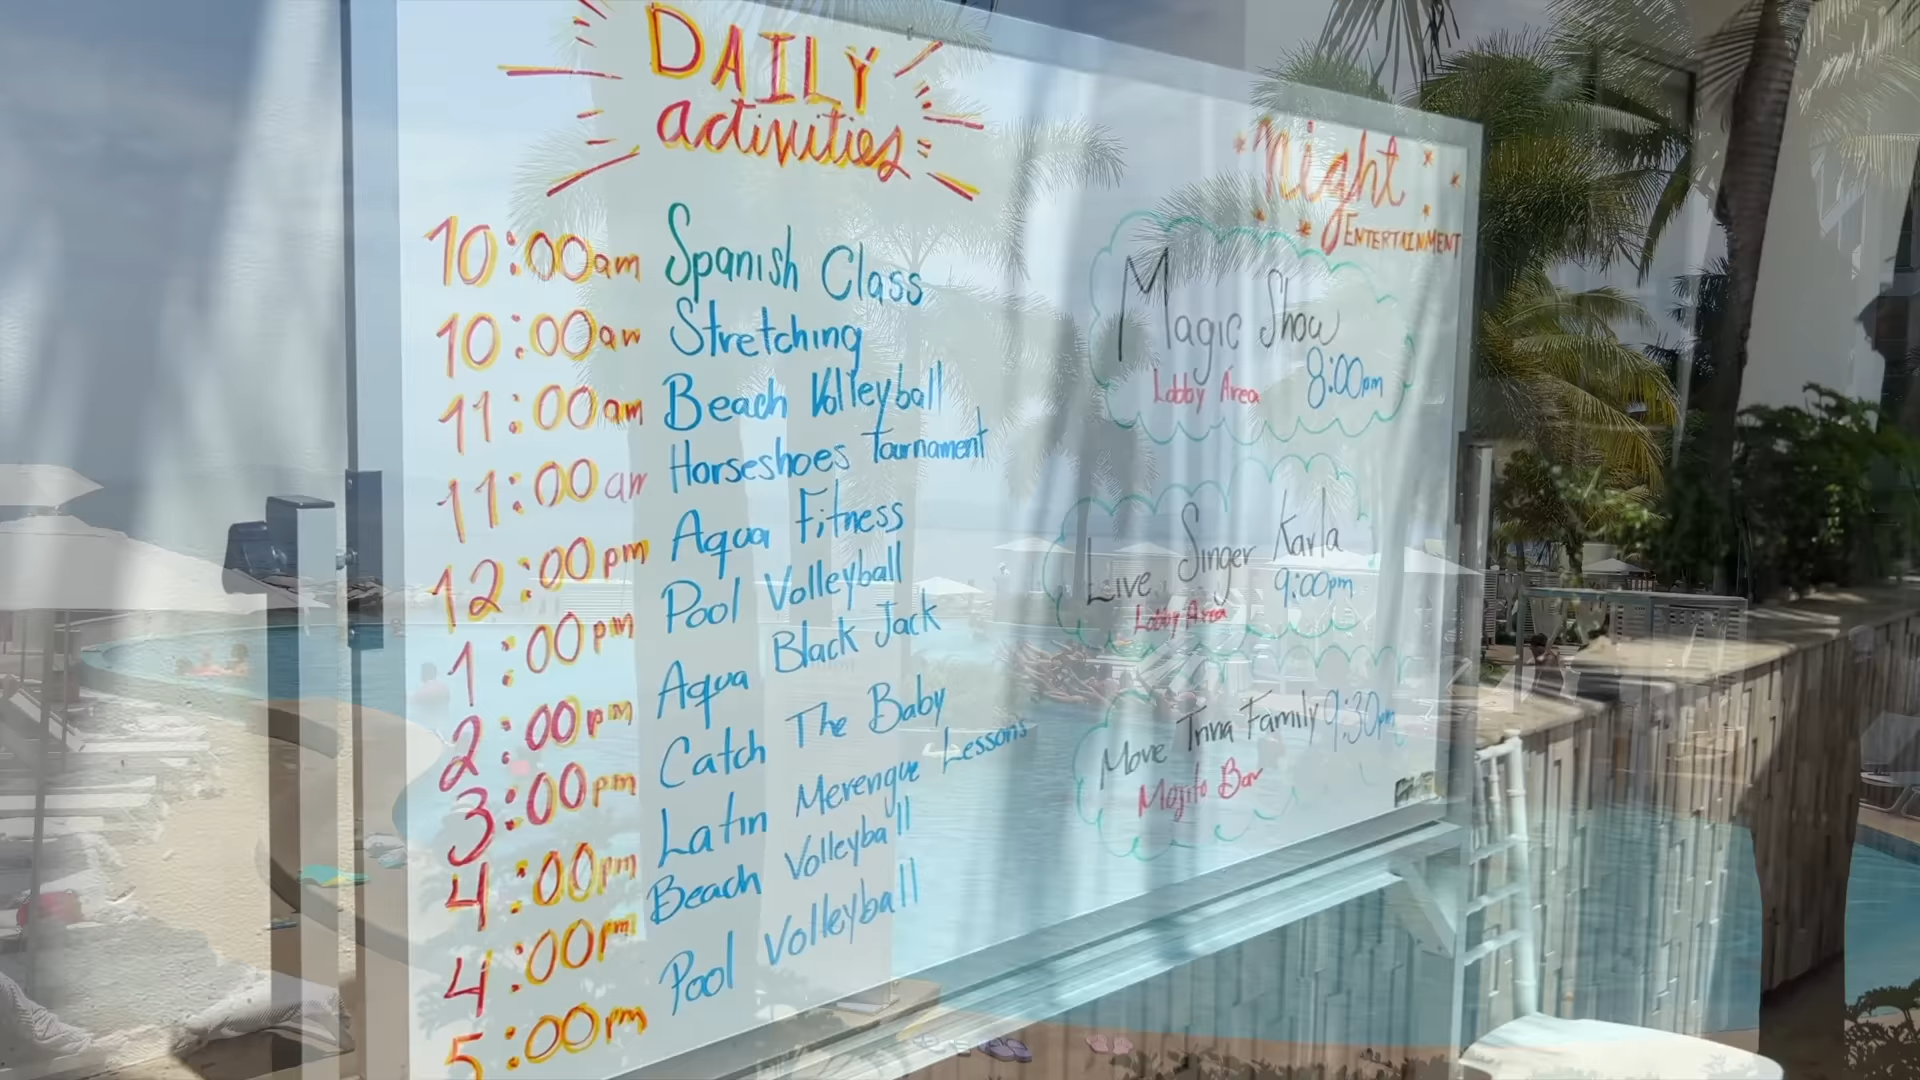 DAILY
activities
10:00am Spanish Class
10:00am Stretching
11:00am Beach Volleyball
11:00am Horseshoes Tournament
12:00pm Aqua Fitness
1:00pm Pool Volleyball
2:00pm Aqua Black Jack
3:00pm Catch The Baby
4:00pm Latin Merengue Lessons
4:00pm Beach Volleyball
5:00pm Pool Volleyball
Night
ENTERTAINMENT
Magic Show
Lobby Area 8:00pm
Live Singer Karla
Lobby Area 9:00pm
Move Trina Family 9:30pm
Mojito Bar